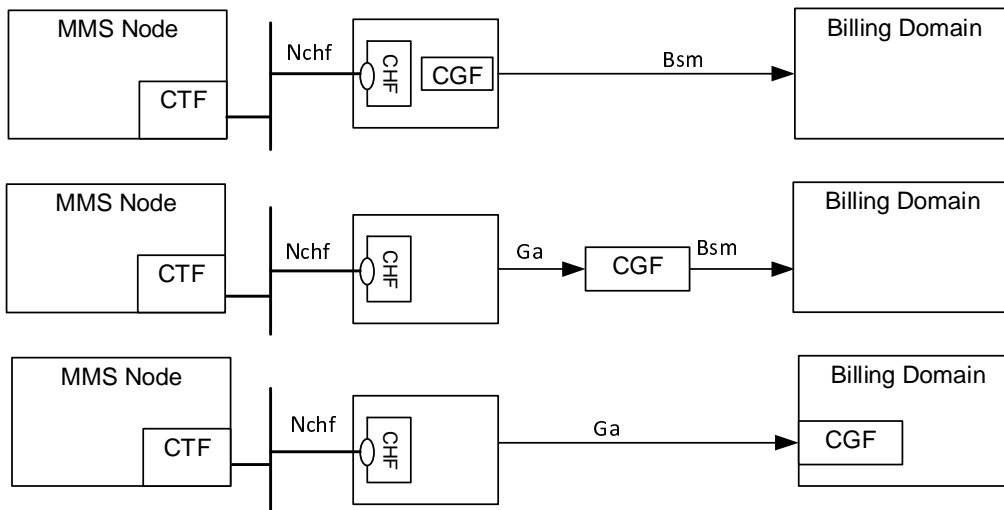 MMS Node
CTF
Nchf
CHF
CGF
Bsm
Billing Domain
MMS Node
CTF
Nchf
CHF
Ga
CGF
Bsm
Billing Domain
MMS Node
CTF
Nchf
CHF
Ga
Billing Domain
CGF